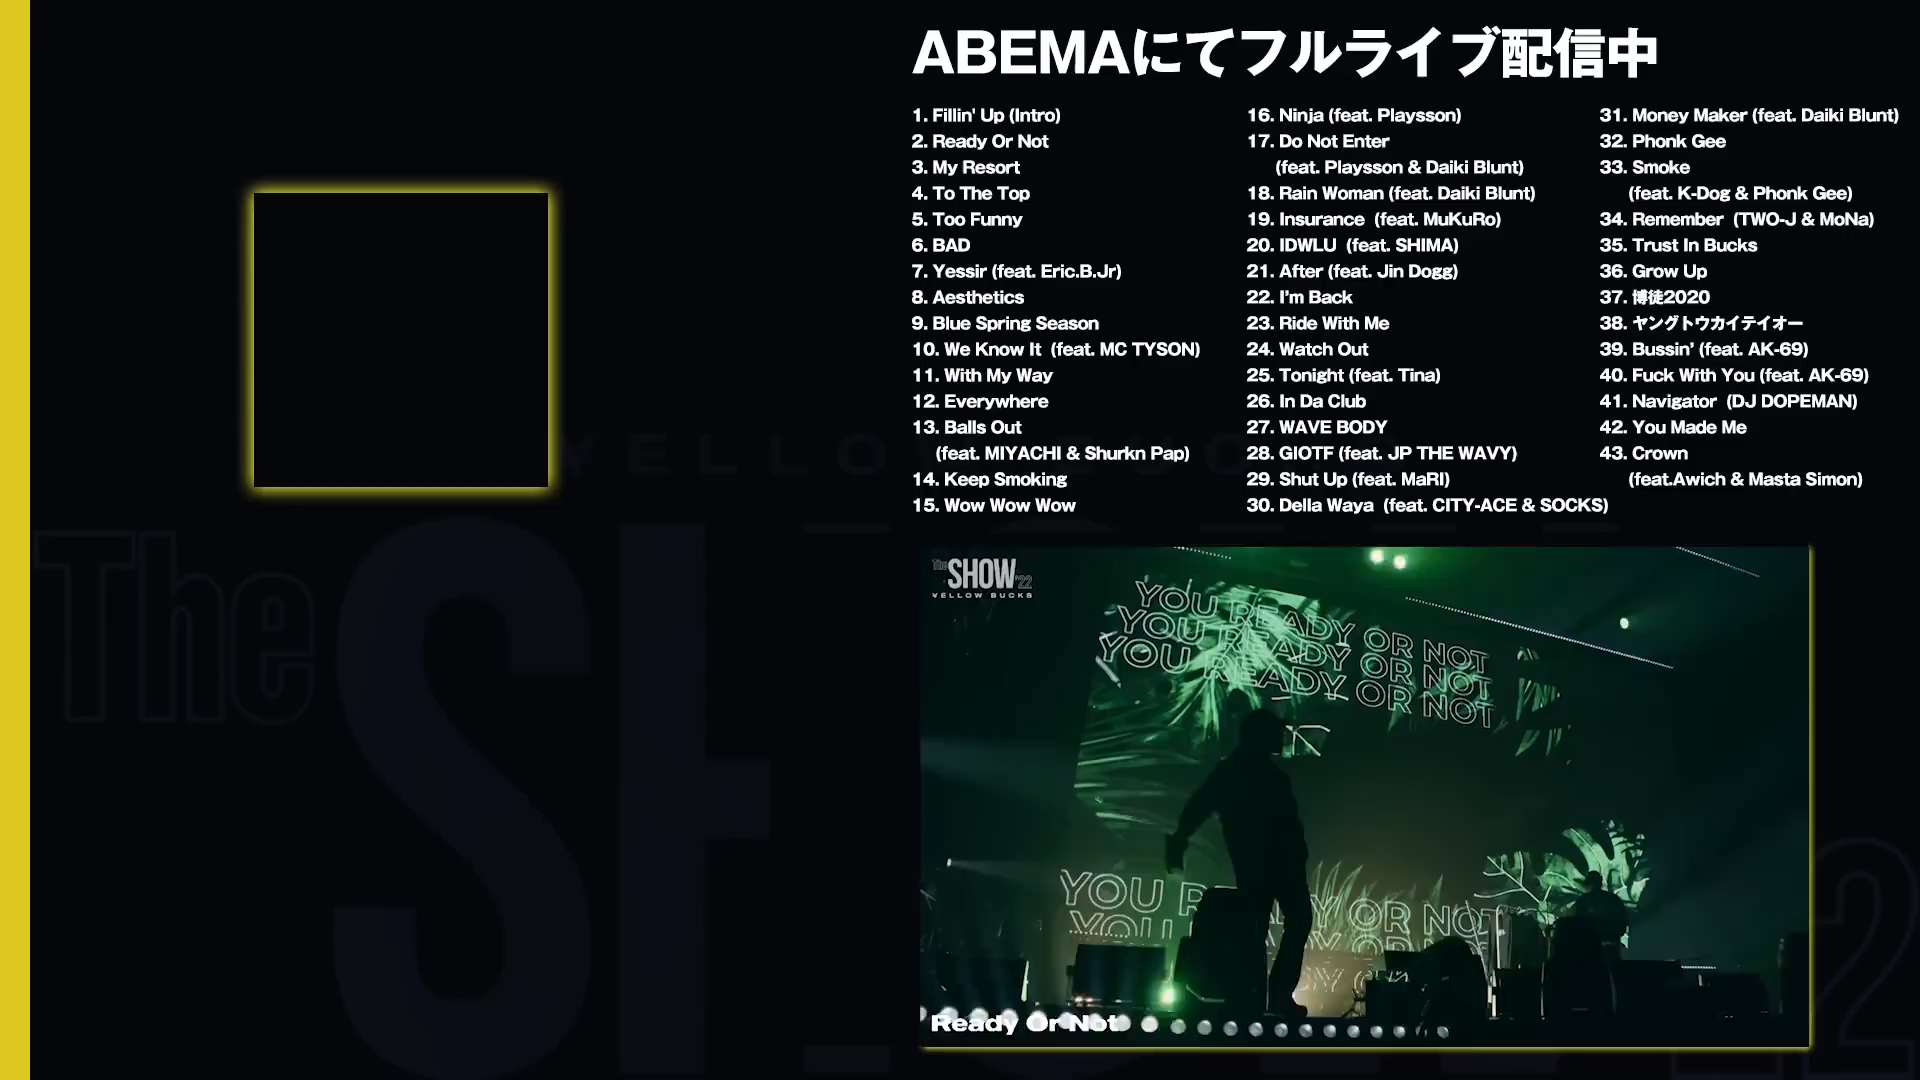 ABEMAにてフルライブ配信中
1. Fillin' Up (Intro)
2. Ready Or Not
3. My Resort
4. To The Top
5. Too Funny
6. BAD
7. Yessir (feat. Eric.B.Jr)
8. Aesthetics
9. Blue Spring Season
10. We Know It (feat. MC TYSON)
11. With My Way
12. Everywhere
13. Balls Out
(feat. MIYACHI & Shurkn Pap)
14. Keep Smoking
15. Wow Wow Wow
16. Ninja (feat. Playsson)
17. Do Not Enter
(feat. Playsson & Daiki Blunt)
18. Rain Woman (feat. Daiki Blunt)
19. Insurance (feat. MuKuRo)
20. IDWLU (feat. SHIMA)
21. After (feat. Jin Dogg)
22. I'm Back
23. Ride With Me
24. Watch Out
25. Tonight (feat. Tina)
26. In Da Club
27. WAVE BODY
28. GIOTF (feat. JP THE WAVY)
29. Shut Up (feat. MaRI)
30. Della Waya (feat. CITY-ACE & SOCKS)
31. Money Maker (feat. Daiki Blunt)
32. Phonk Gee
33. Smoke
(feat. K-Dog & Phonk Gee)
34. Remember (TWO-J & MoNa)
35. Trust In Bucks
36. Grow Up
37. 博徒2020
38. ヤングトウカイテイオー
39. Bussin' (feat. AK-69)
40. Fuck With You (feat. AK-69)
41. Navigator (DJ DOPEMAN)
42. You Made Me
43. Crown
(feat.Awich & Masta Simon)
The SHOW '22
¥ELLOW BUCKS
YOU READY OR NOT
YOU READY OR NOT
YOU READY OR NOT
YOU READY OR NOT
Ready Or Not
The